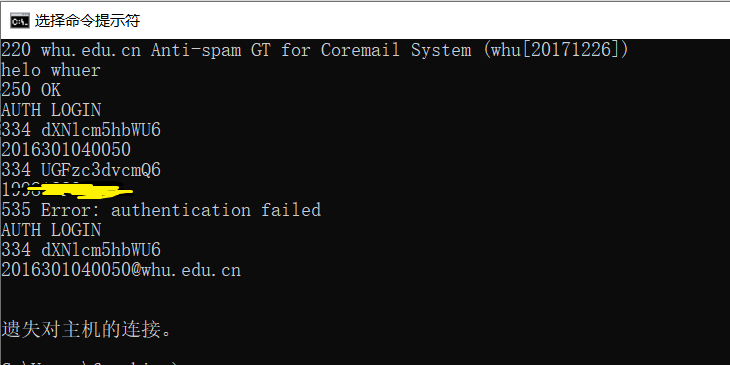 选择命令提示符
220 whu.edu.cn Anti-spam GT for Coremail System (whu[20171226])
helo whuer
250 OK
AUTH LOGIN
334 dXNlcm5hbWU6
2016301040050
334 UGFzc3dvcmQ6
535 Error: authentication failed
AUTH LOGIN
334 dXNlcm5hbWU6
2016301040050@whu.edu.cn
遗失对主机的连接。